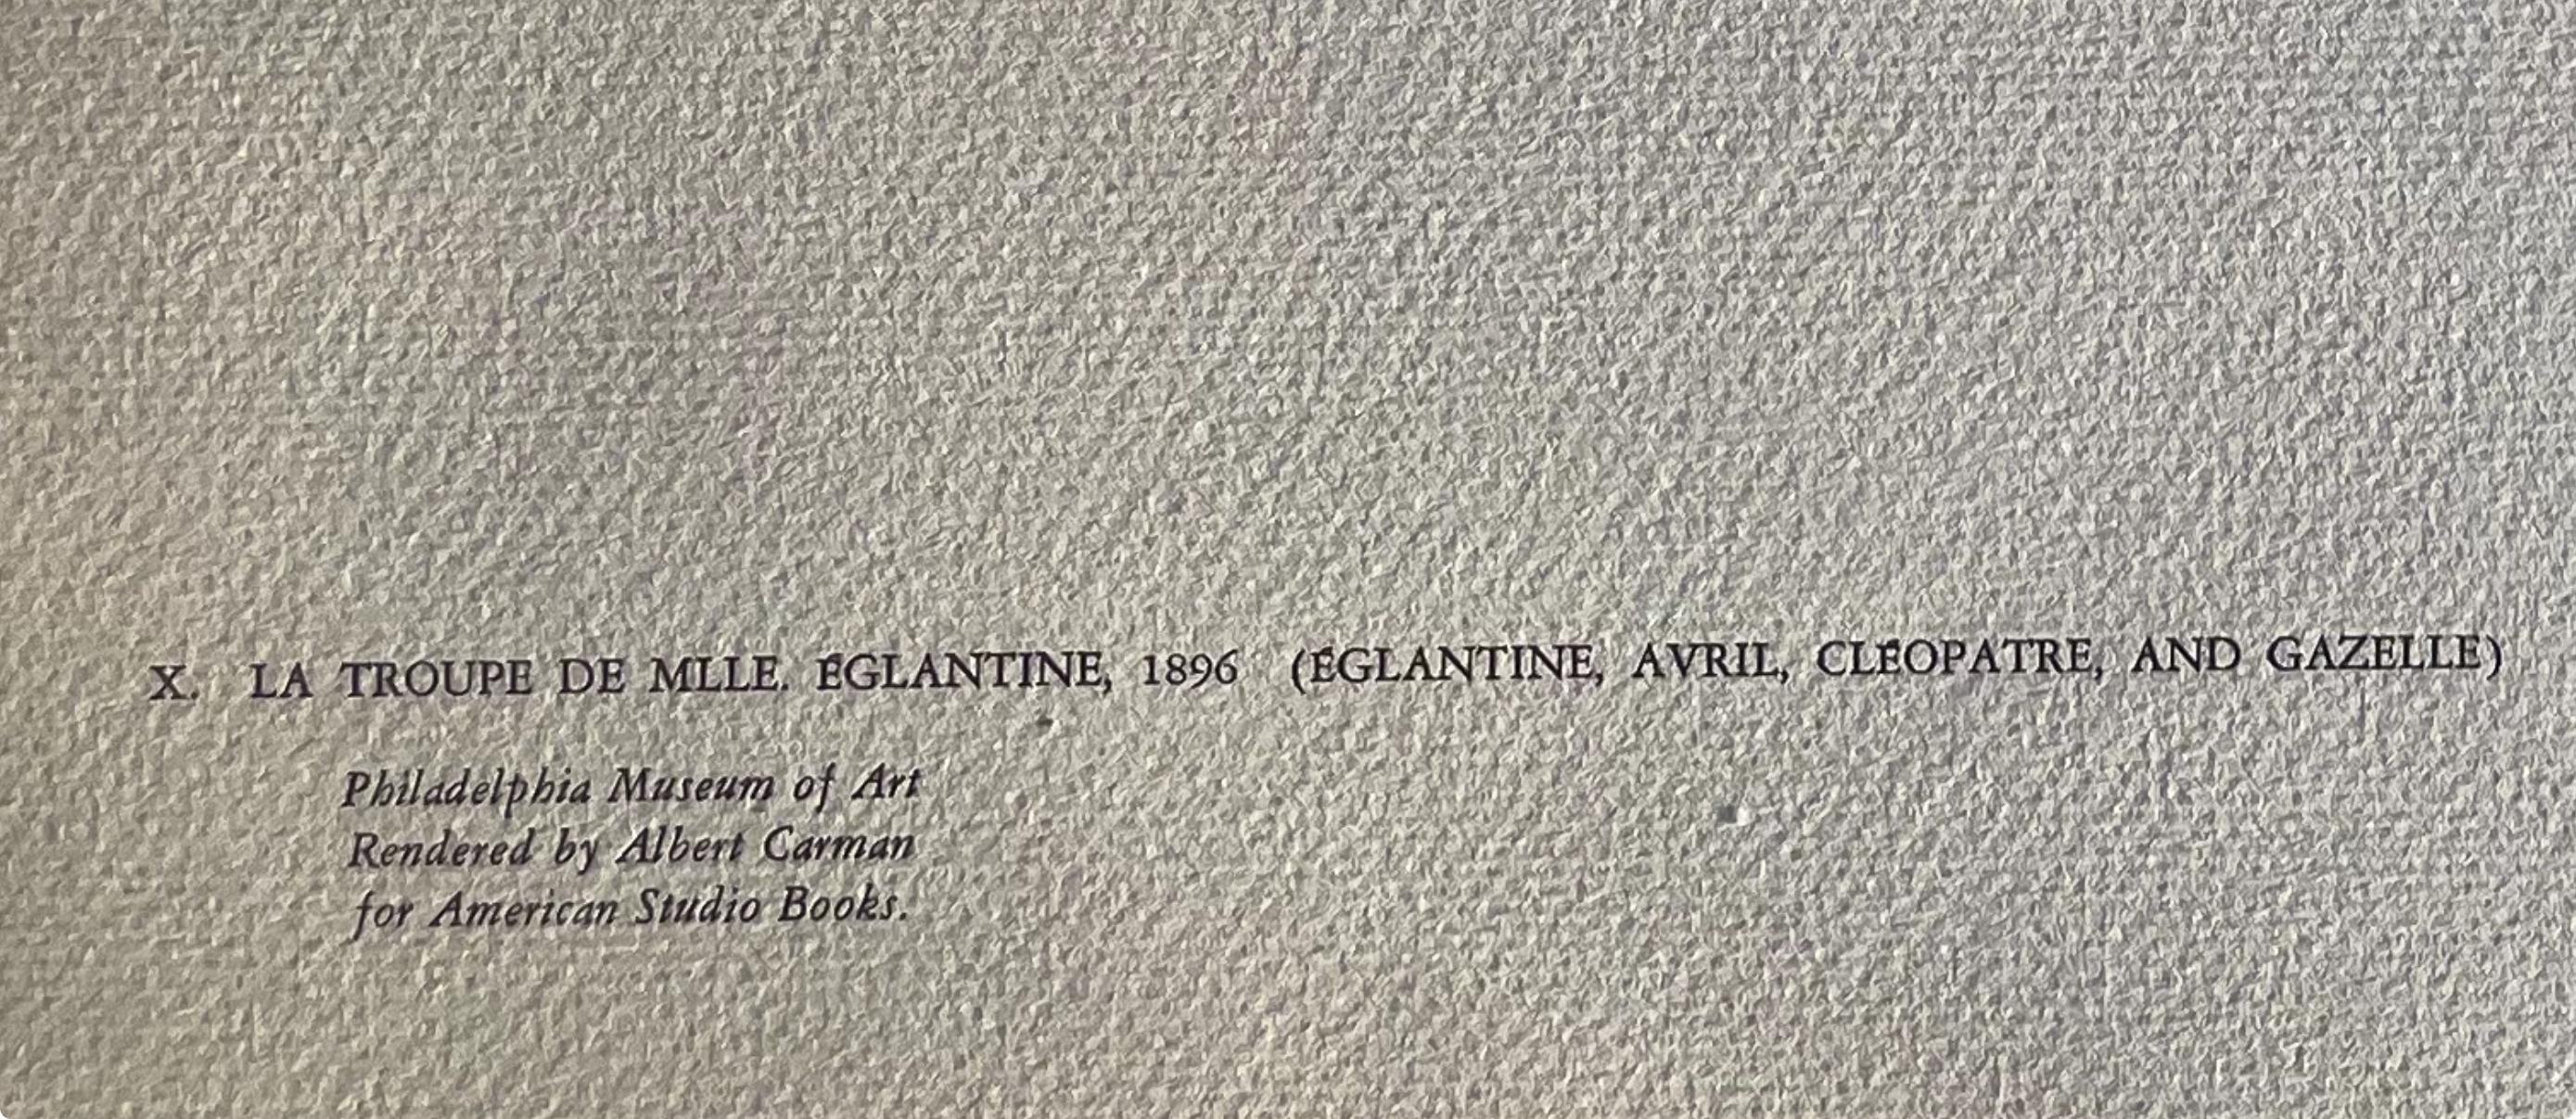 X. LA TROUPE DE MLLE. ÉGLANTINE, 1896 (ÉGLANTINE, AVRIL, CLÉOPATRE, AND GAZELLE)
Philadelphia Museum of Art
Rendered by Albert Carman
for American Studio Books.